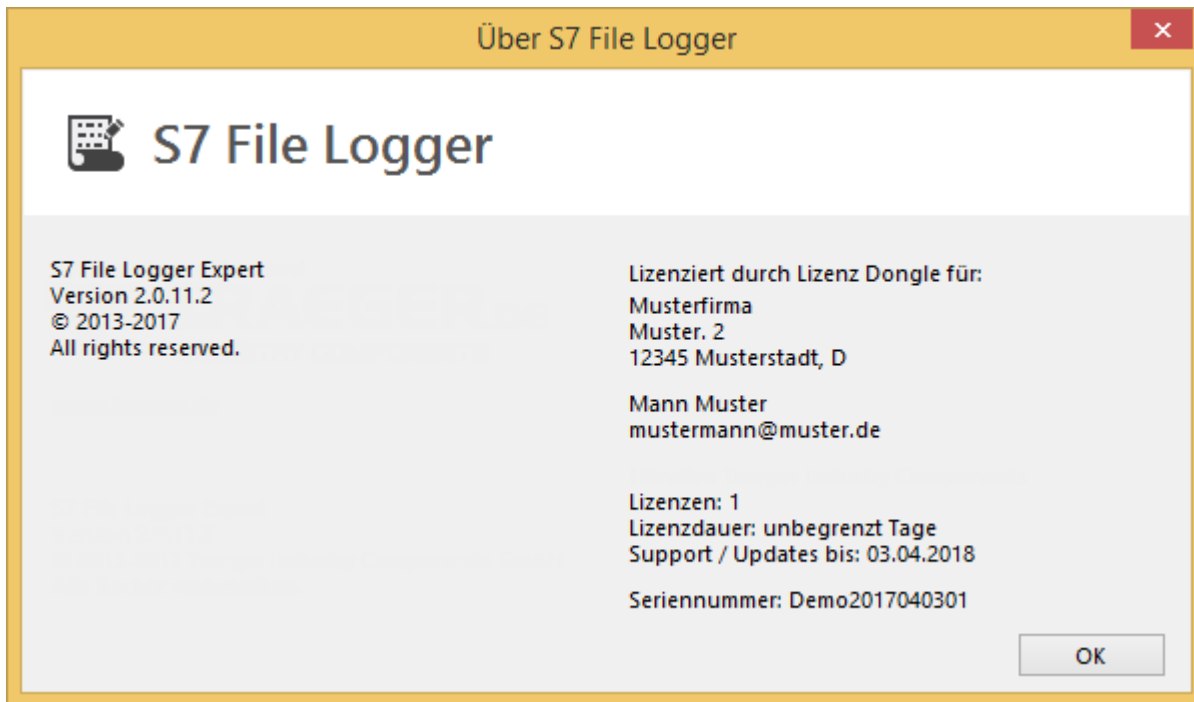 Über S7 File Logger
S7 File Logger
S7 File Logger Expert
Version 2.0.11.2
© 2013-2017
All rights reserved.
Lizenziert durch Lizenz Dongle für:
Musterfirma
Muster. 2
12345 Musterstadt, D
Mann Muster
mustermann@muster.de
Lizenzen: 1
Lizenzdauer: unbegrenzt Tage
Support / Updates bis: 03.04.2018
Seriennummer: Demo2017040301
OK